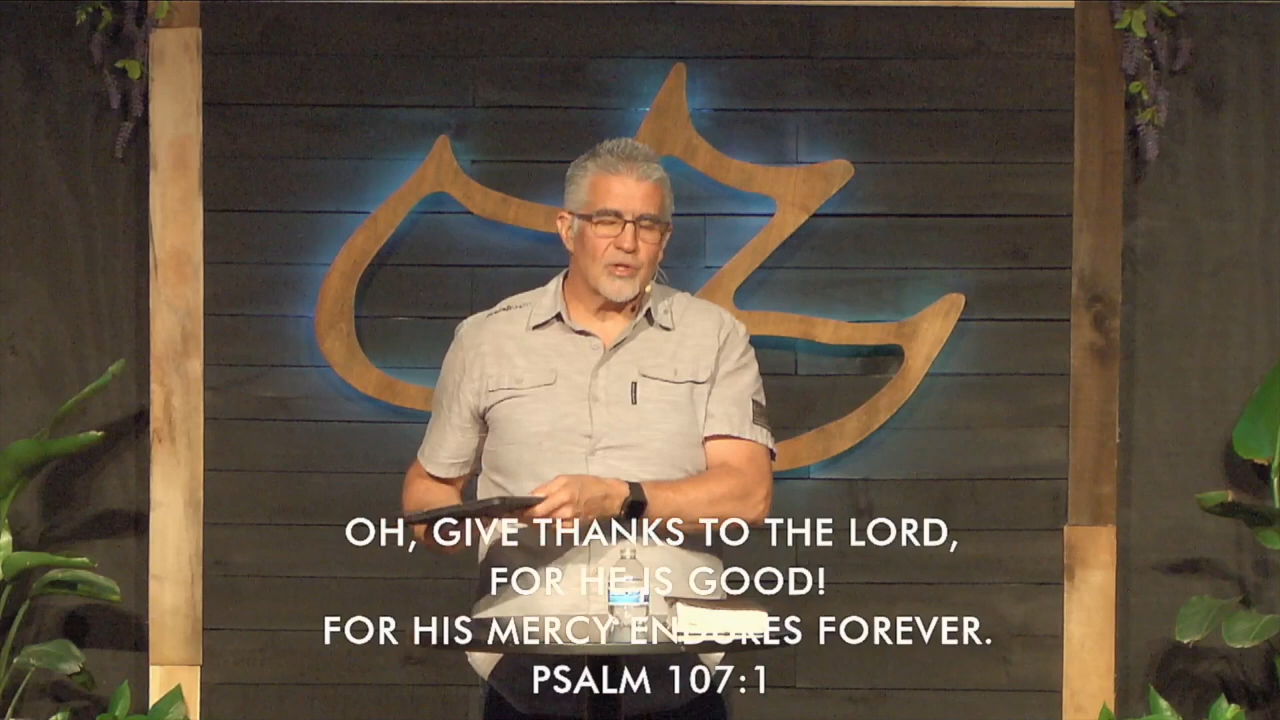 OH, GIVE THANKS TO THE LORD,
FOR HE IS GOOD!
FOR HIS MERCY ENDURES FOREVER.
PSALM 107:1